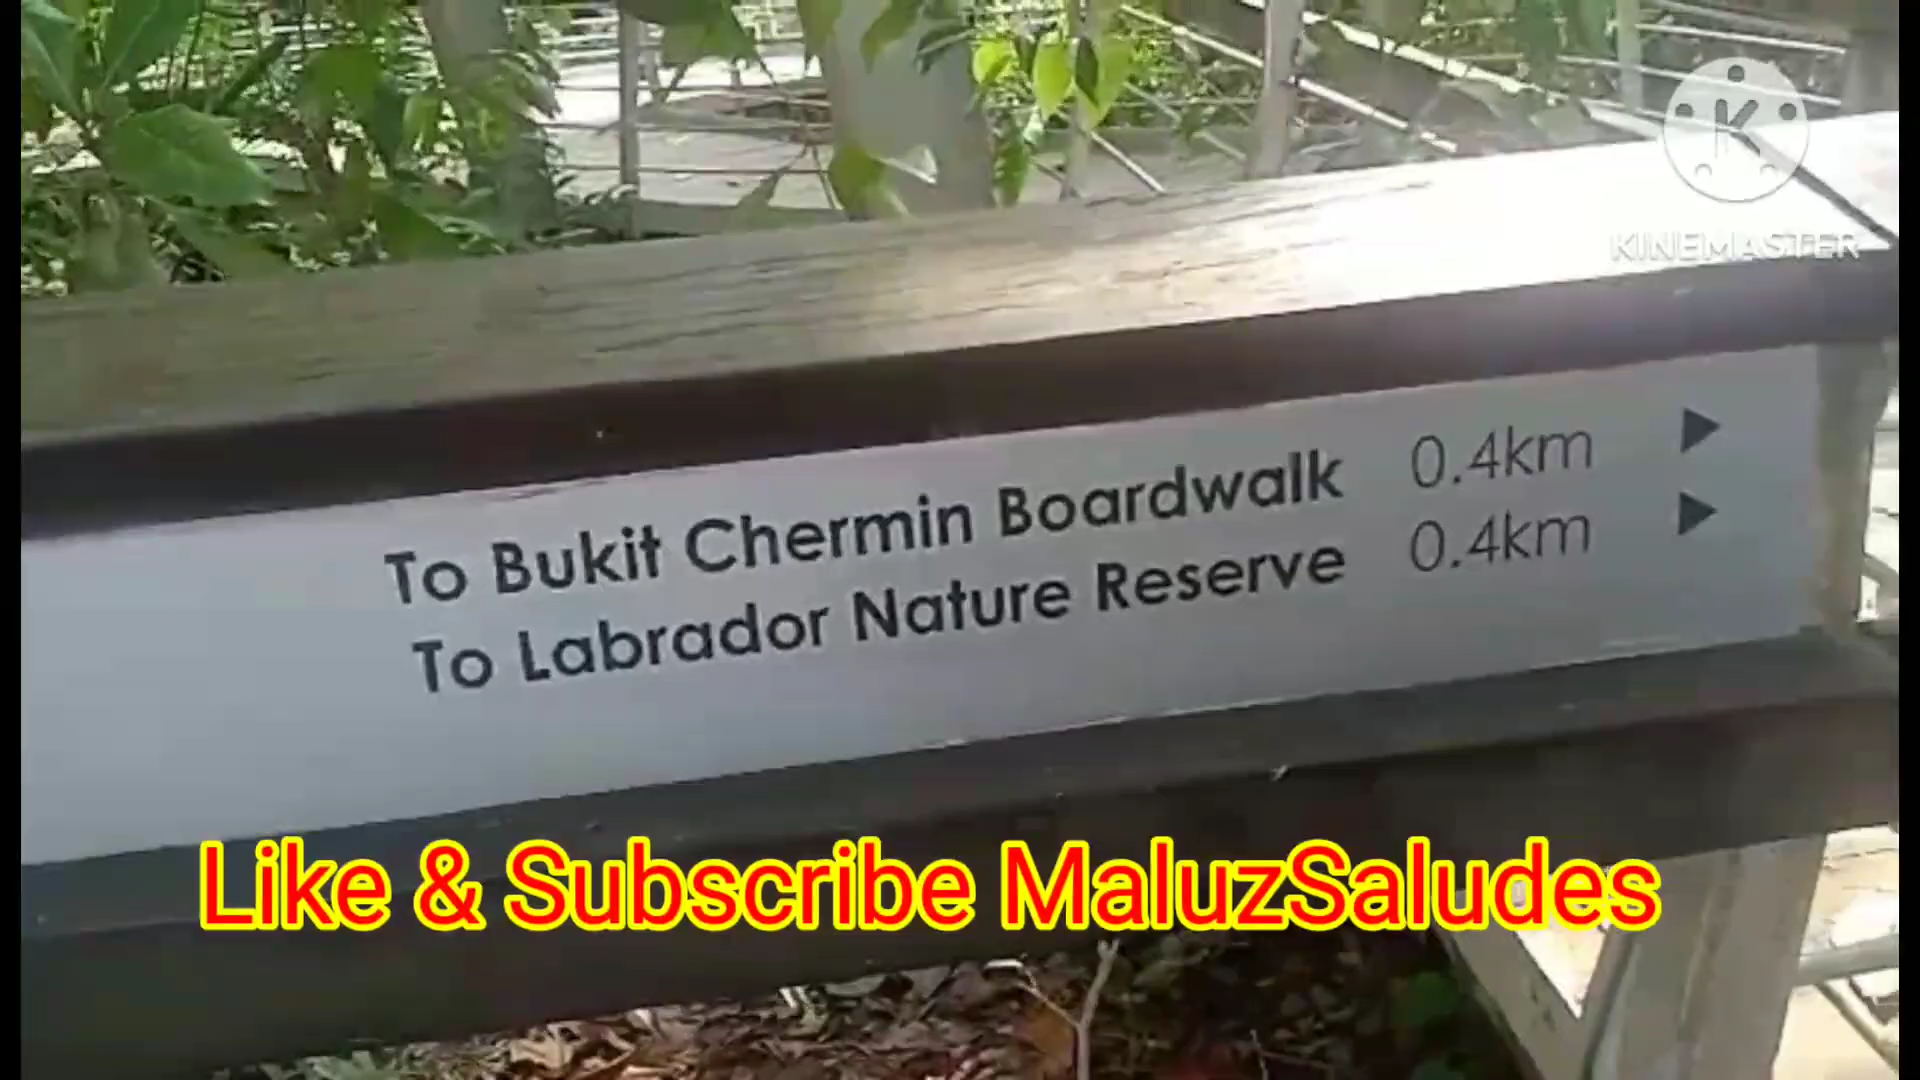 K
KINEMASTER
To Bukit Chermin Boardwalk 0.4km
To Labrador Nature Reserve 0.4km
Like & Subscribe MaluzSaludes